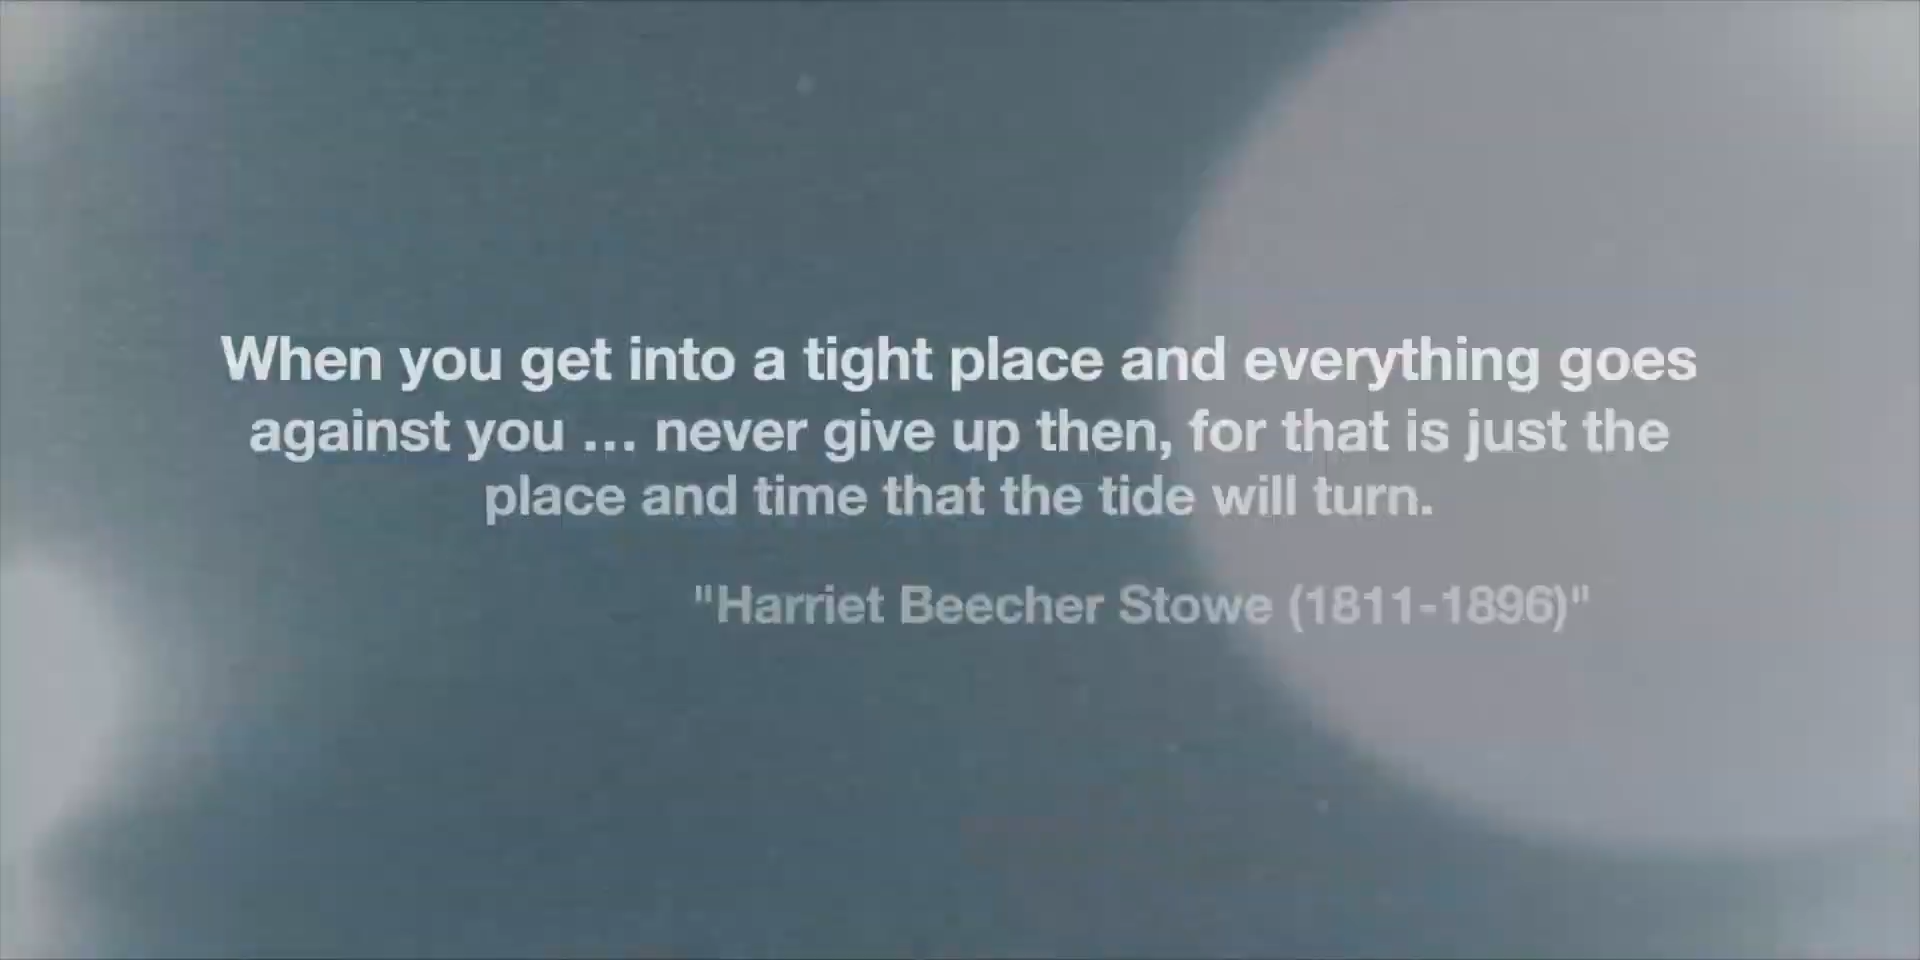 When you get into a tight place and everything goes
against you ... never give up then, for that is just the
place and time that the tide will turn.
"Harriet Beecher Stowe (1811-1896)"